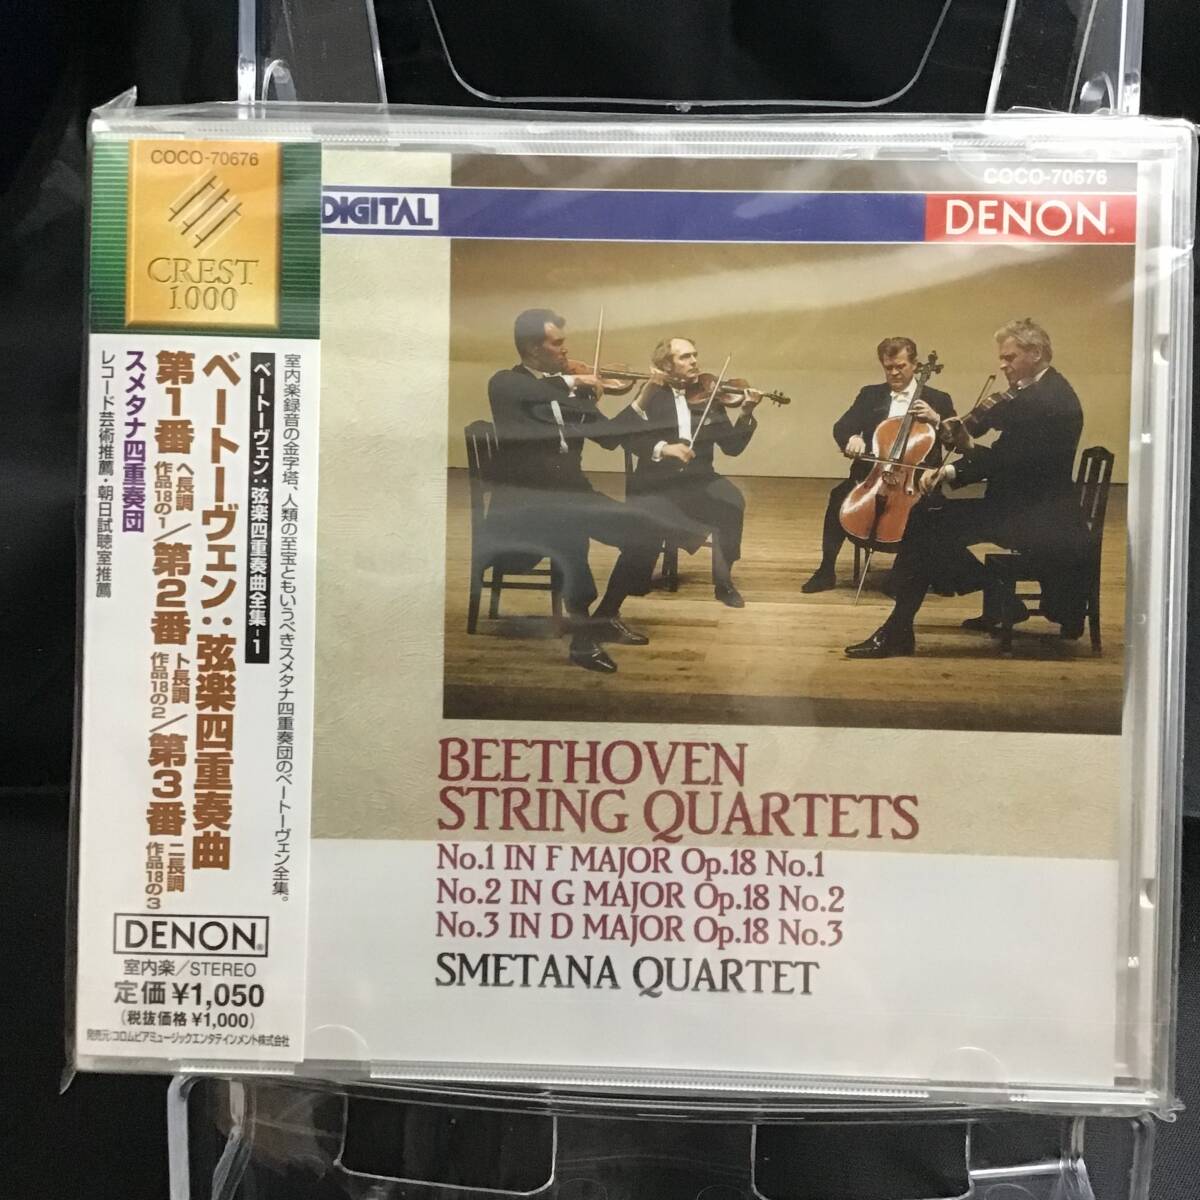 COCO-70676
CREST
1000
室内楽録音の金字塔、人類の至宝ともいうべきスメタナ四重奏団のベートーヴェン全集。
ベートーヴェン:弦楽四重奏曲全集-1
ベートーヴェン:弦楽四重奏曲
第1番 ヘ長調 作品18の1/第2番 ト長調 作品18の2/第3番 ニ長調 作品18の3
スメタナ四重奏団
レコード芸術推薦・朝日試聴室推薦
DENON
室内楽/STEREO
定価¥1,050
(税抜価格¥1,000)
発売元:コロムビアミュージックエンタテインメント株式会社
COCO-70676
DIGITAL
DENON
BEETHOVEN
STRING QUARTETS
No.1 IN F MAJOR Op.18 No.1
No.2 IN G MAJOR Op.18 No.2
No.3 IN D MAJOR Op.18 No.3
SMETANA QUARTET